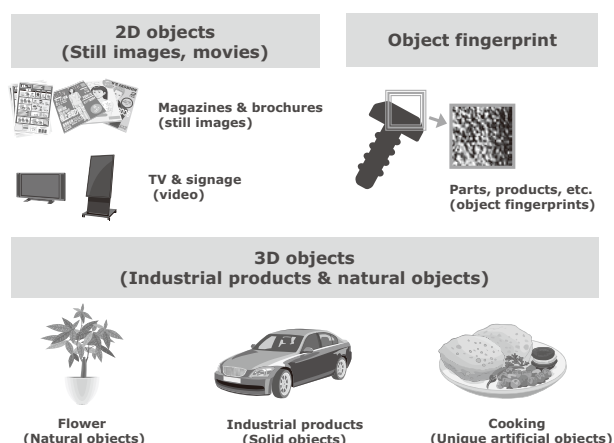 2D objects
(Still images, movies)
Object fingerprint
Magazines & brochures
(still images)
TV & signage
(video)
Parts, products, etc.
(object fingerprints)
3D objects
(Industrial products & natural objects)
Flower
(Natural objects)
Industrial products
(Solid objects)
Cooking
(Unique artificial objects)